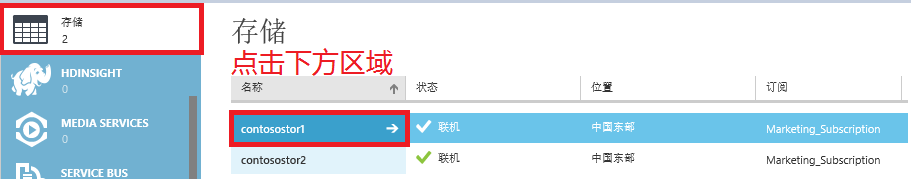 存储
2
HDINSIGHT
0
MEDIA SERVICES
0
SERVICE BUS
存储
点击下方区域
名称 状态 位置 订阅
contosostor1 联机 中国东部 Marketing_Subscription
contosostor2 联机 中国东部 Marketing_Subscription